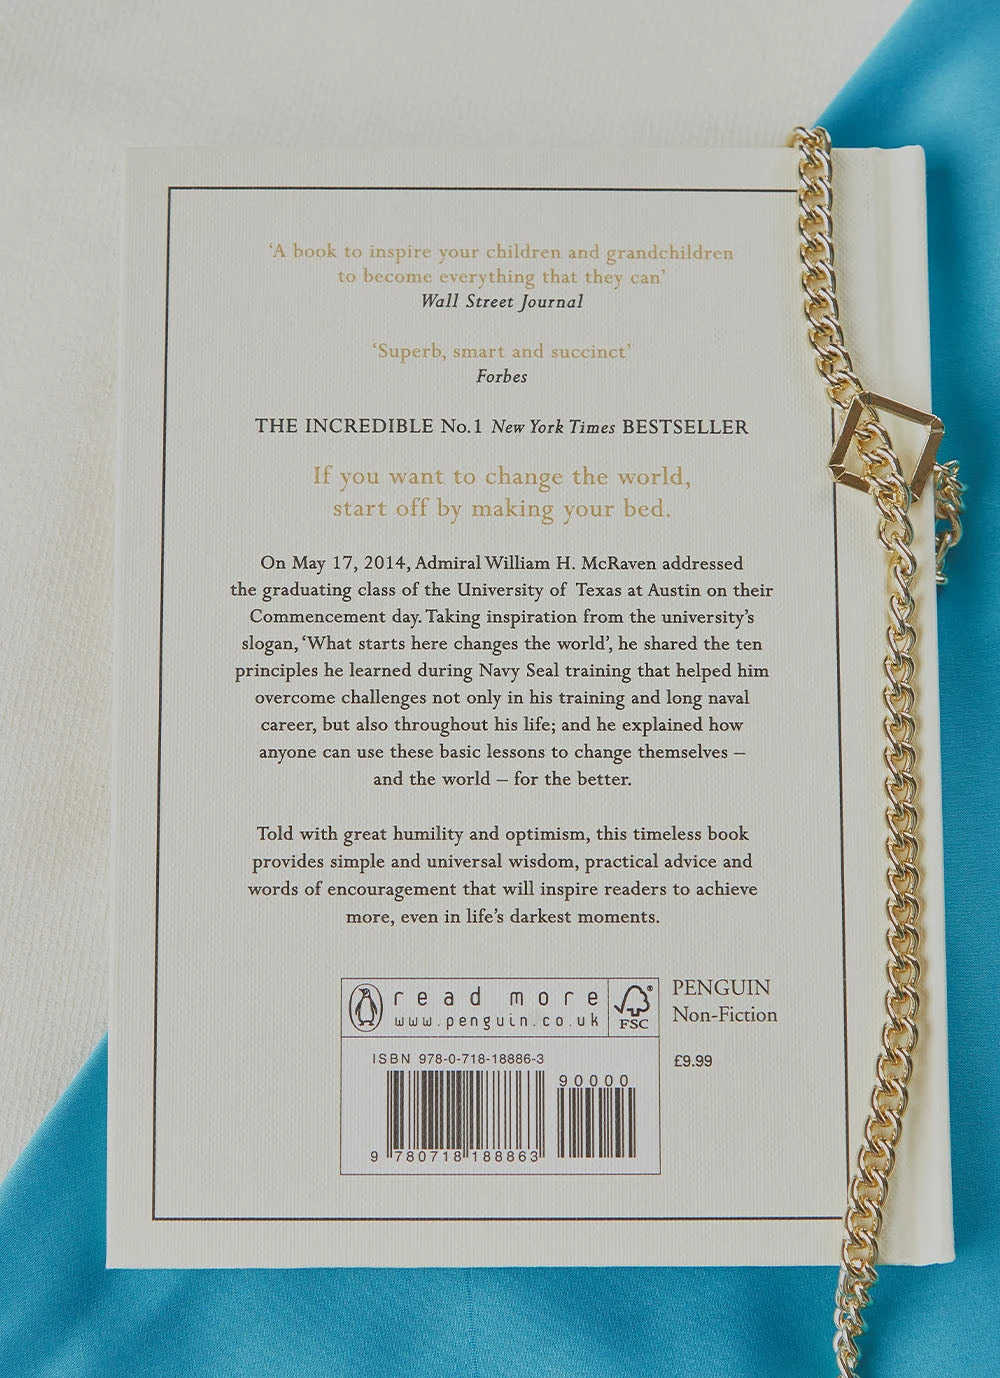 ‘A book to inspire your children and grandchildren
to become everything that they can’
Wall Street Journal
‘Superb, smart and succinct’
Forbes
THE INCREDIBLE No.1 New York Times BESTSELLER
If you want to change the world,
start off by making your bed.
On May 17, 2014, Admiral William H. McRaven addressed
the graduating class of the University of Texas at Austin on their
Commencement day. Taking inspiration from the university’s
slogan, ‘What starts here changes the world’, he shared the ten
principles he learned during Navy Seal training that helped him
overcome challenges not only in his training and long naval
career, but also throughout his life; and he explained how
anyone can use these basic lessons to change themselves –
and the world – for the better.
Told with great humility and optimism, this timeless book
provides simple and universal wisdom, practical advice and
words of encouragement that will inspire readers to achieve
more, even in life’s darkest moments.
read more
www.penguin.co.uk
®
FSC
PENGUIN
Non-Fiction
£9.99
ISBN 978-0-718-18886-3
90000
9 780718 188863